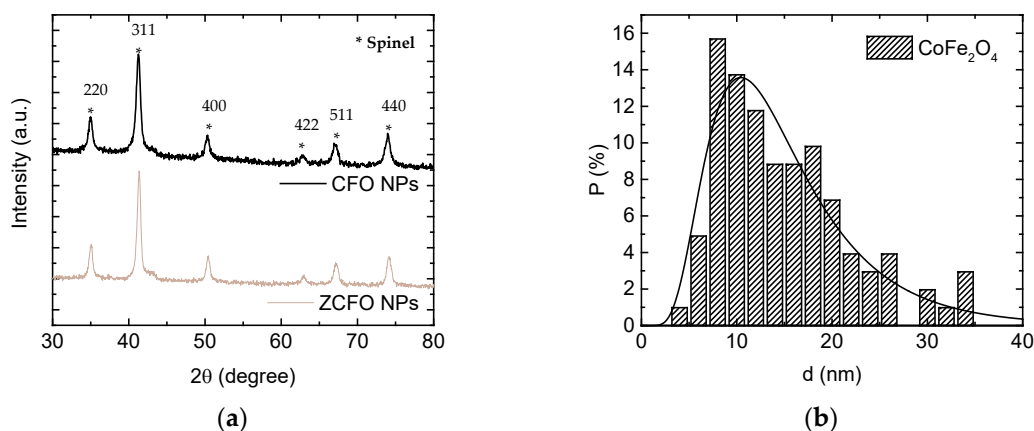 * Spinel
311
220
400
422
511
440
CFO NPs
ZCFO NPs
Intensity (a.u.)
30 40 50 60 70 80
2θ (degree)
(a)
CoFe₂O₄
16
14
12
10
8
6
4
2
0
P (%)
0 10 20 30 40
d (nm)
(b)